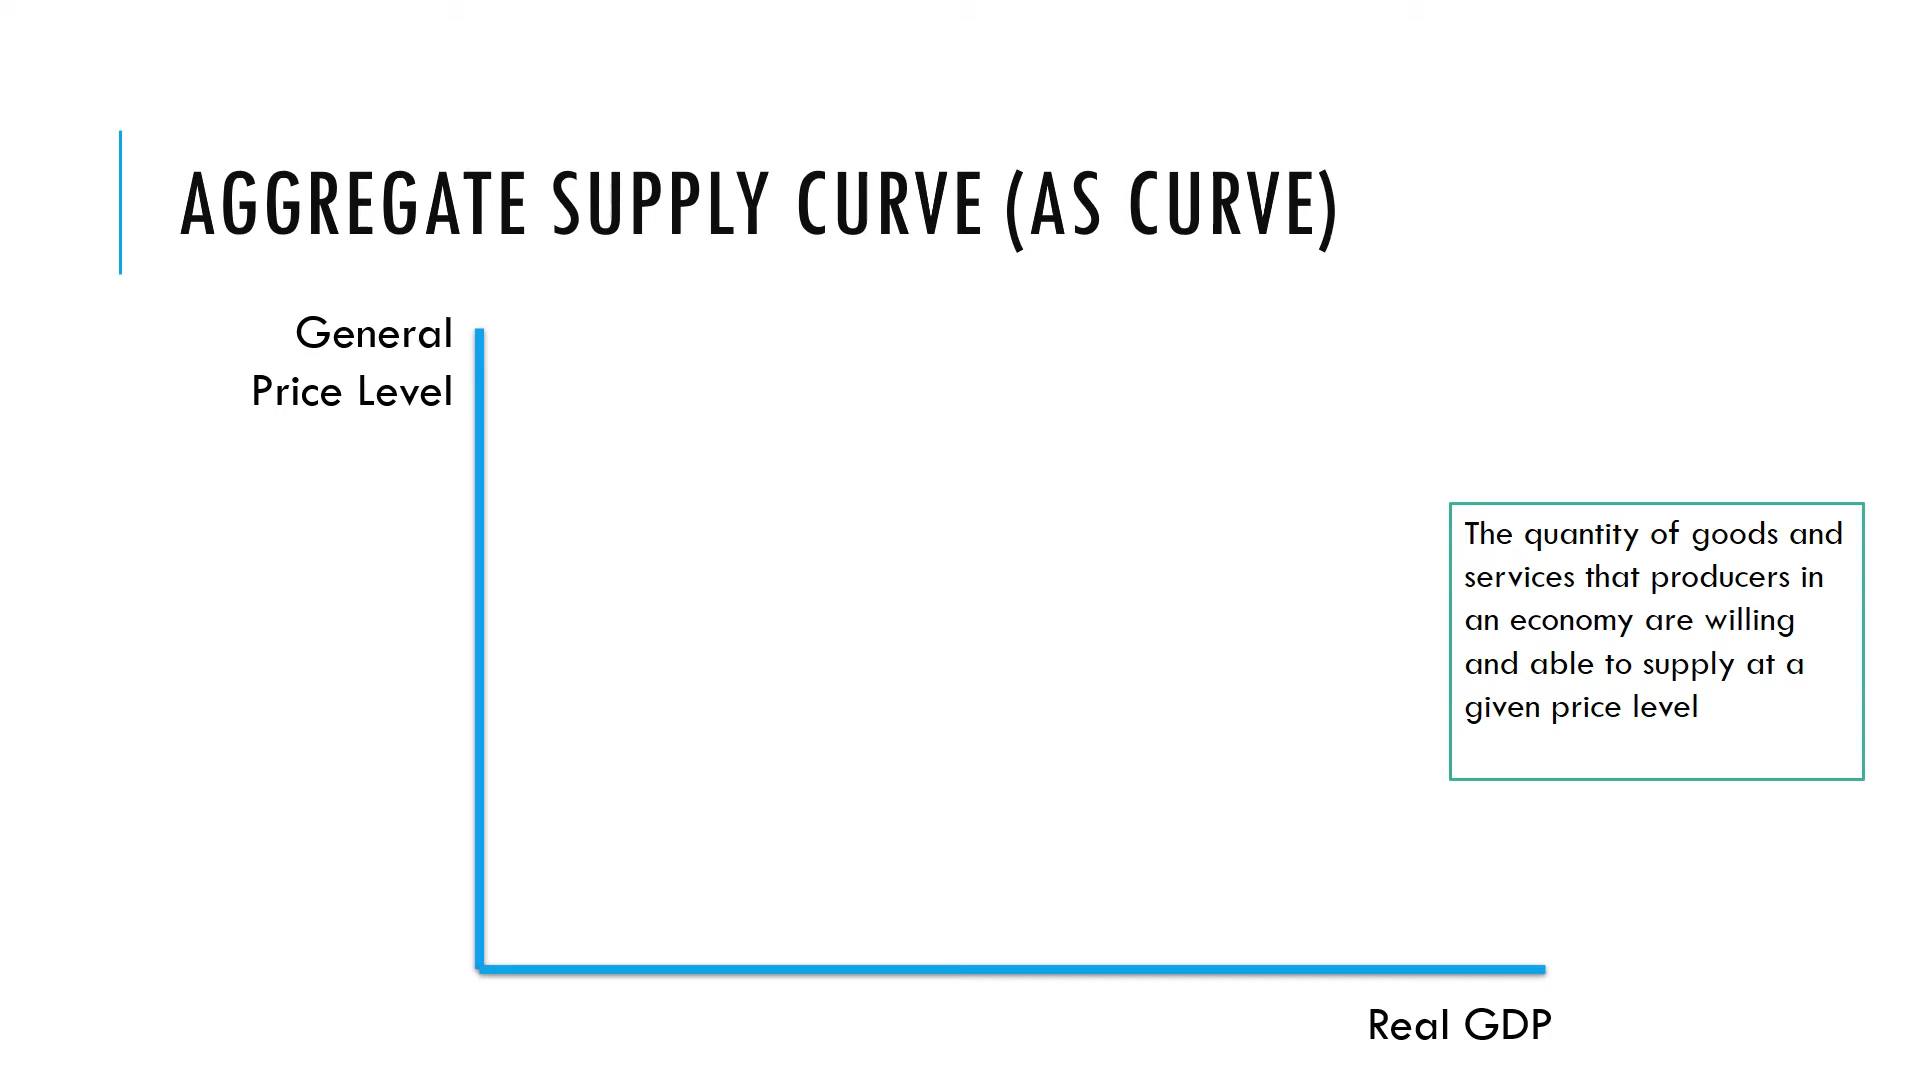 AGGREGATE SUPPLY CURVE (AS CURVE)
General
Price Level
The quantity of goods and
services that producers in
an economy are willing
and able to supply at a
given price level
Real GDP